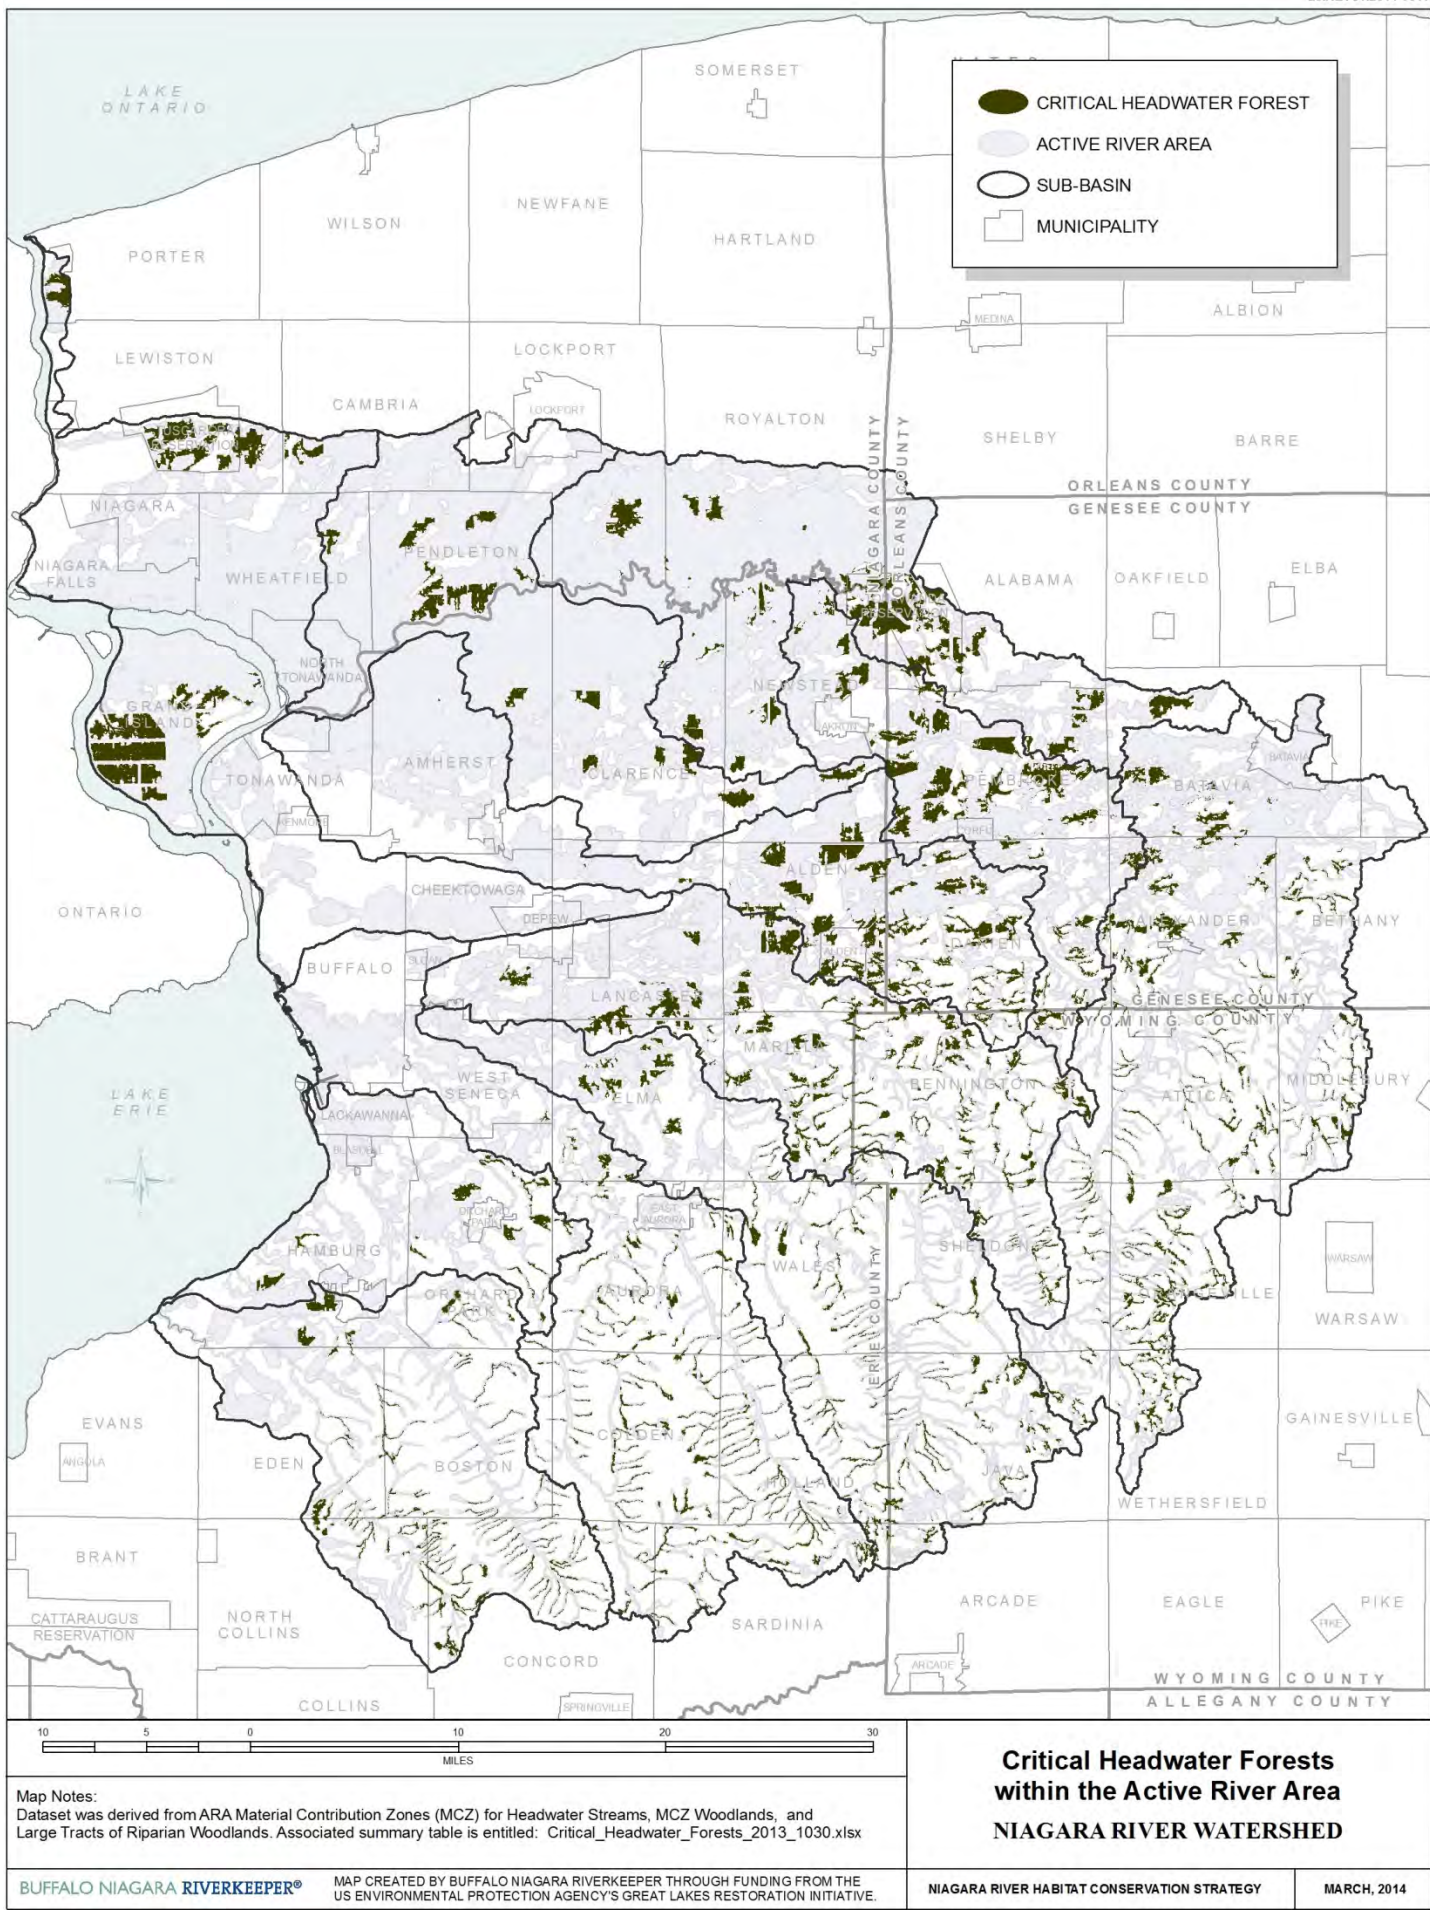 LAKE
ONTARIO
SOMERSET
CRITICAL HEADWATER FOREST
ACTIVE RIVER AREA
SUB-BASIN
MUNICIPALITY
WILSON
NEWFANE
HARTLAND
PORTER
ALBION
MEDINA
LEWISTON
LOCKPORT
CAMBRIA
LOCKPORT
ROYALTON
SHELBY
BARRE
NIAGARA COUNTY
ORLEANS COUNTY
ORLEANS COUNTY
GENESEE COUNTY
NIAGARA
PENDLETON
NIAGARA
FALLS
WHEATFIELD
ALABAMA
OAKFIELD
ELBA
RESERVATION
NORTH
TONAWANDA
NEWSTEAD
GRAND
ISLAND
AKRON
BATAVIA
TONAWANDA
AMHERST
CLARENCE
PEMBROKE
BATAVIA
KENMORE
CORFU
ALDEN
CHEEKTOWAGA
DEPEW
ONTARIO
ALEXANDER
BETHANY
DARIEN
ALDEN
BUFFALO
SLOAN
LANCASTER
GENESEE COUNTY
WYOMING COUNTY
MARILLA
LAKE
ERIE
WEST
SENECA
ELMA
BENNINGTON
ATTICA
MIDDLEBURY
LACKAWANNA
BLASDELL
ORCHARD
PARK
EAST
AURORA
HAMBURG
WALES
SHELDON
WARSAW
ORCHARD
PARK
AURORA
ERIE COUNTY
ORANGEVILLE
WARSAW
EVANS
GAINESVILLE
ANGOLA
EDEN
BOSTON
COLDEN
HOLLAND
JAVA
WETHERSFIELD
BRANT
CATTARAUGUS
RESERVATION
NORTH
COLLINS
SARDINIA
ARCADE
EAGLE
PIKE
PIKE
CONCORD
ARCADE
WYOMING COUNTY
ALLEGANY COUNTY
COLLINS
SPRINGVILLE
10 5 0 10 20 30
MILES
Map Notes:
Dataset was derived from ARA Material Contribution Zones (MCZ) for Headwater Streams, MCZ Woodlands, and
Large Tracts of Riparian Woodlands. Associated summary table is entitled: Critical_Headwater_Forests_2013_1030.xlsx
Critical Headwater Forests
within the Active River Area
NIAGARA RIVER WATERSHED
BUFFALO NIAGARA RIVERKEEPER®
MAP CREATED BY BUFFALO NIAGARA RIVERKEEPER THROUGH FUNDING FROM THE
US ENVIRONMENTAL PROTECTION AGENCY'S GREAT LAKES RESTORATION INITIATIVE.
NIAGARA RIVER HABITAT CONSERVATION STRATEGY
MARCH, 2014